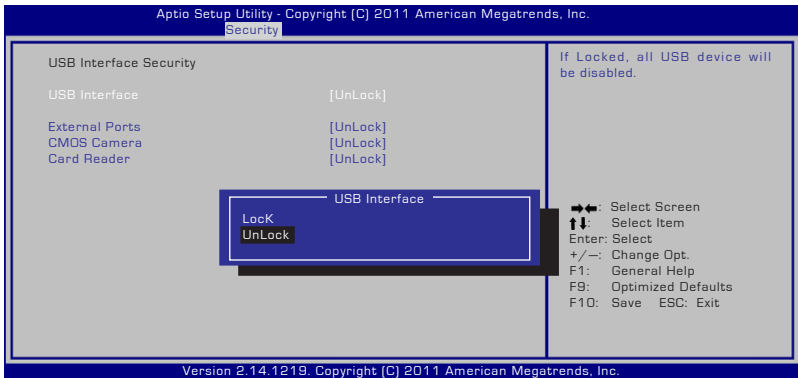 Aptio Setup Utility - Copyright (C) 2011 American Megatrends, Inc.
Security
USB Interface Security
USB Interface [UnLock]
External Ports [UnLock]
CMOS Camera [UnLock]
Card Reader [UnLock]
USB Interface
LocK
UnLock
If Locked, all USB device will
be disabled.
→←: Select Screen
↑↓: Select Item
Enter: Select
+/—: Change Opt.
F1: General Help
F9: Optimized Defaults
F10: Save ESC: Exit
Version 2.14.1219. Copyright (C) 2011 American Megatrends, Inc.